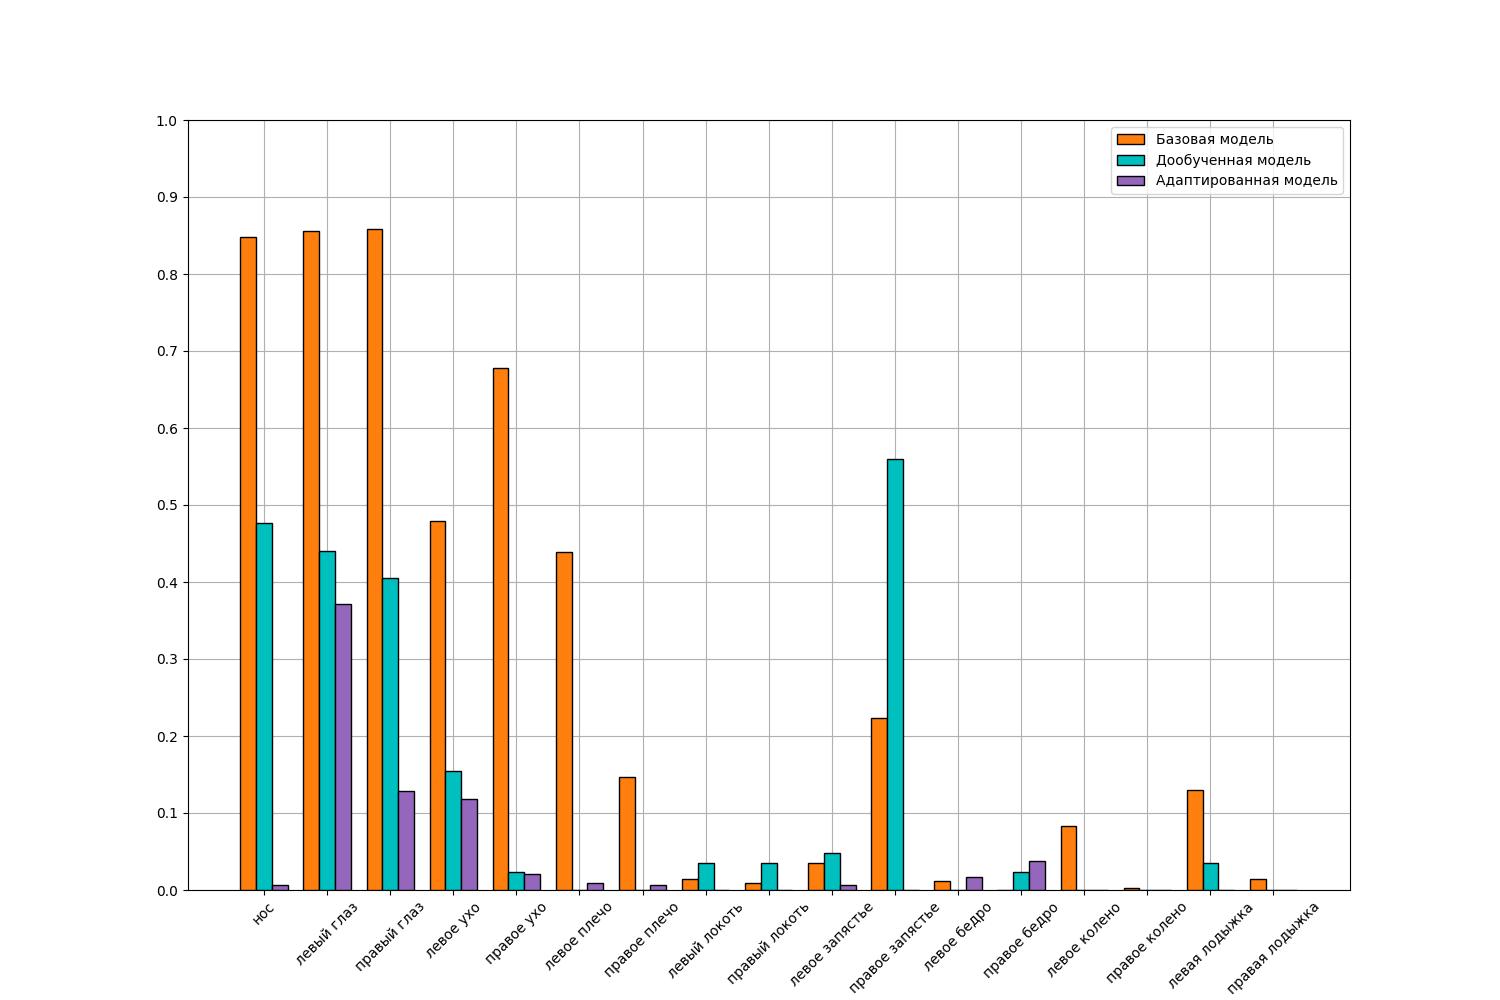 1.0
0.9
0.8
0.7
0.6
0.5
0.4
0.3
0.2
0.1
0.0
Базовая модель
Дообученная модель
Адаптированная модель
нос
левый глаз
правый глаз
левое ухо
правое ухо
левое плечо
правое плечо
левый локоть
правый локоть
левое запястье
правое запястье
левое бедро
правое бедро
левое колено
правое колено
левая лодыжка
правая лодыжка